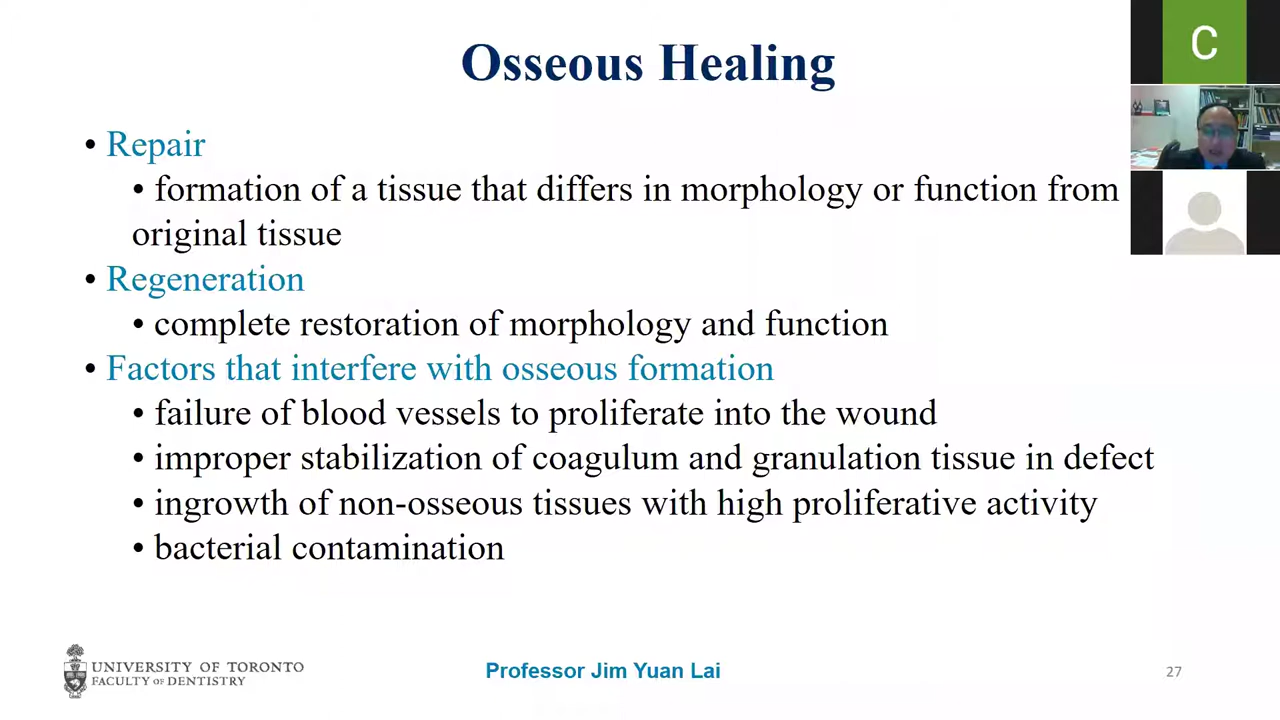 Osseous Healing
C
• Repair
• formation of a tissue that differs in morphology or function from
original tissue
• Regeneration
• complete restoration of morphology and function
• Factors that interfere with osseous formation
• failure of blood vessels to proliferate into the wound
• improper stabilization of coagulum and granulation tissue in defect
• ingrowth of non-osseous tissues with high proliferative activity
• bacterial contamination
UNIVERSITY OF TORONTO
FACULTY OF DENTISTRY
Professor Jim Yuan Lai
27